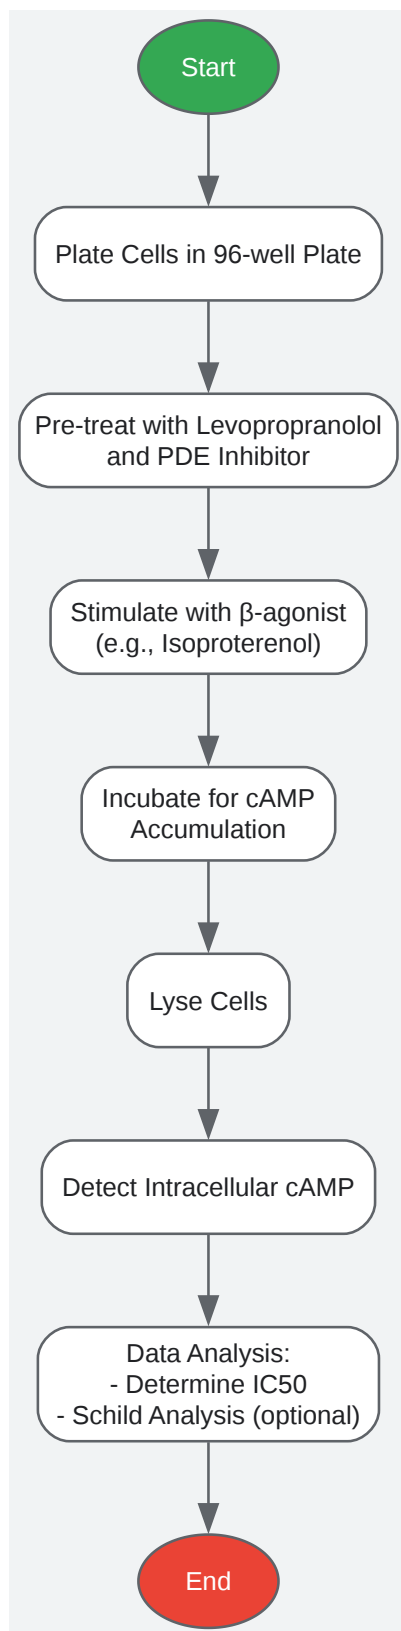 Start
Plate Cells in 96-well Plate
Pre-treat with Levopropranolol
and PDE Inhibitor
Stimulate with β-agonist
(e.g., Isoproterenol)
Incubate for cAMP
Accumulation
Lyse Cells
Detect Intracellular cAMP
Data Analysis:
- Determine IC50
- Schild Analysis (optional)
End